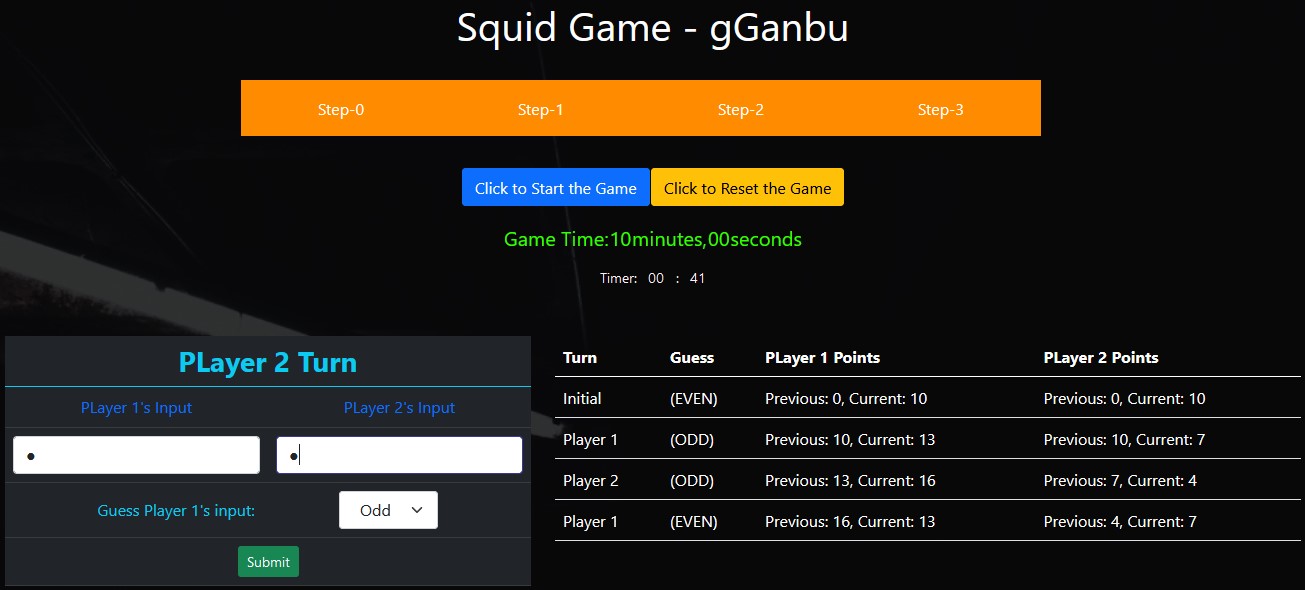 Squid Game - gGanbu
Step-0 Step-1 Step-2 Step-3
Click to Start the Game Click to Reset the Game
Game Time:10minutes,00seconds
Timer: 00 : 41
PLayer 2 Turn
PLayer 1's Input PLayer 2's Input
● ●
Guess Player 1's input: Odd
Submit
Turn Guess PLayer 1 Points PLayer 2 Points
Initial (EVEN) Previous: 0, Current: 10 Previous: 0, Current: 10
Player 1 (ODD) Previous: 10, Current: 13 Previous: 10, Current: 7
Player 2 (ODD) Previous: 13, Current: 16 Previous: 7, Current: 4
Player 1 (EVEN) Previous: 16, Current: 13 Previous: 4, Current: 7